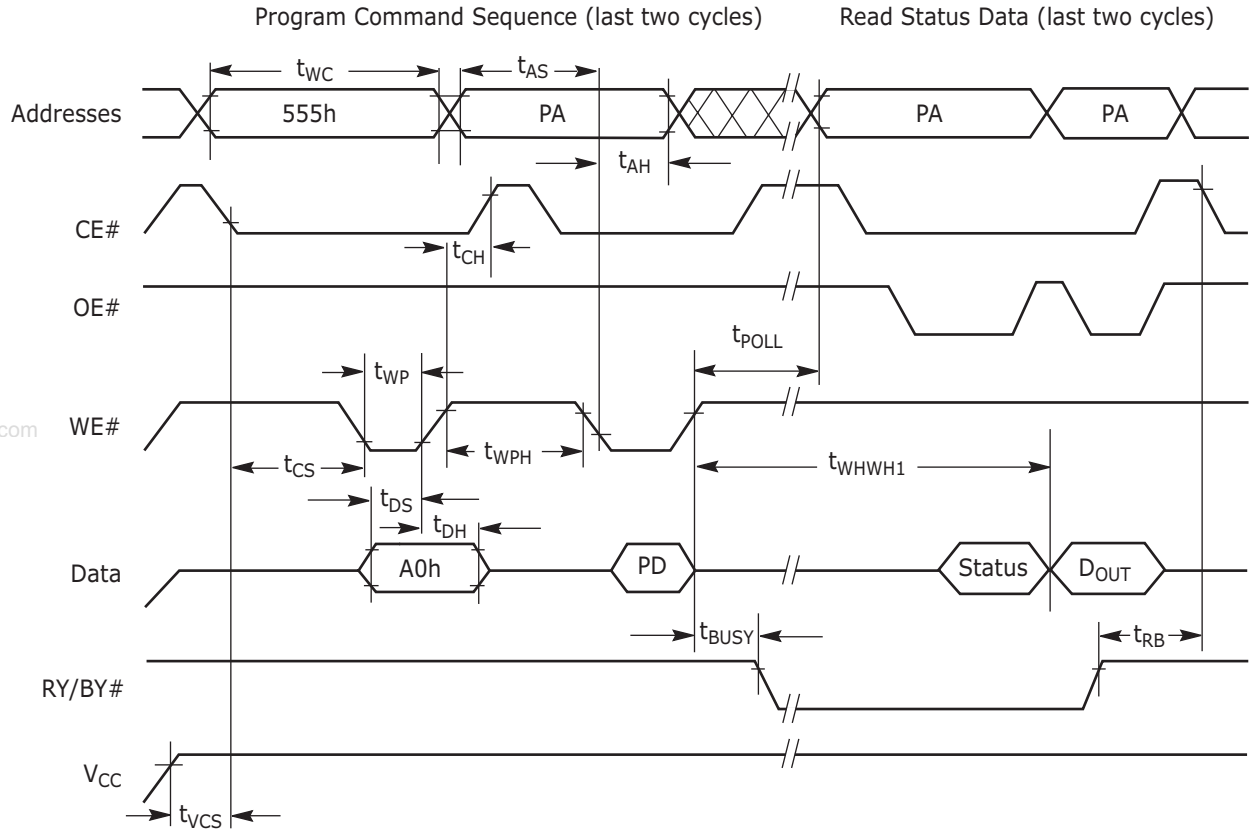 Program Command Sequence (last two cycles)
Read Status Data (last two cycles)
tWC
tAS
Addresses
555h
PA
PA
PA
tAH
CE#
tCH
OE#
tPOLL
tWP
WE#
com
tCS
tWPH
tWHWH1
tDS
tDH
Data
A0h
PD
Status
DOUT
tBUSY
tRB
RY/BY#
VCC
tVCS